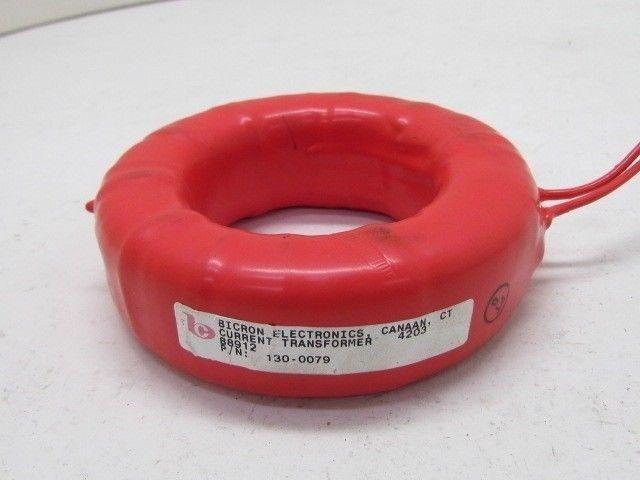 BICRON ELECTRONICS, CANAAN, CT
CURRENT TRANSFORMER 4203
B8912
P/N: 130-0079